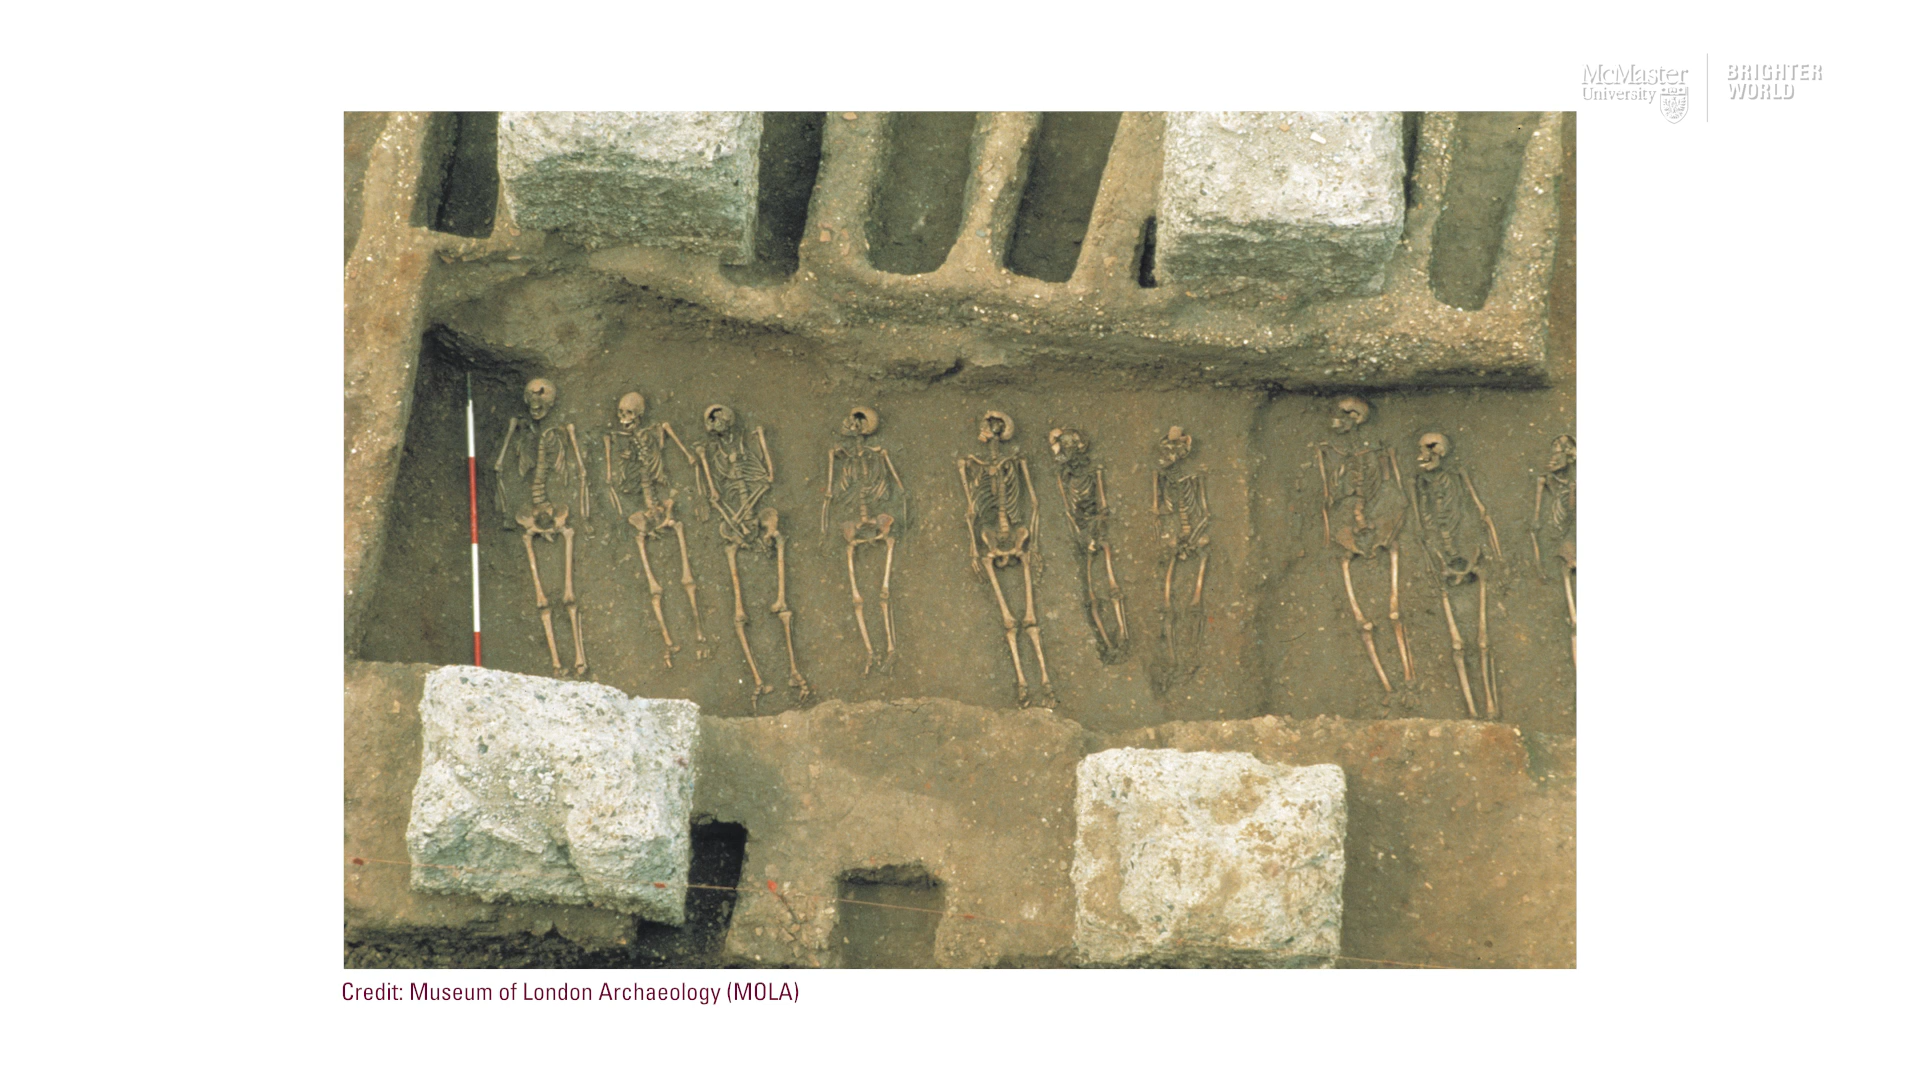 McMaster
University
BRIGHTER
WORLD
Credit: Museum of London Archaeology (MOLA)